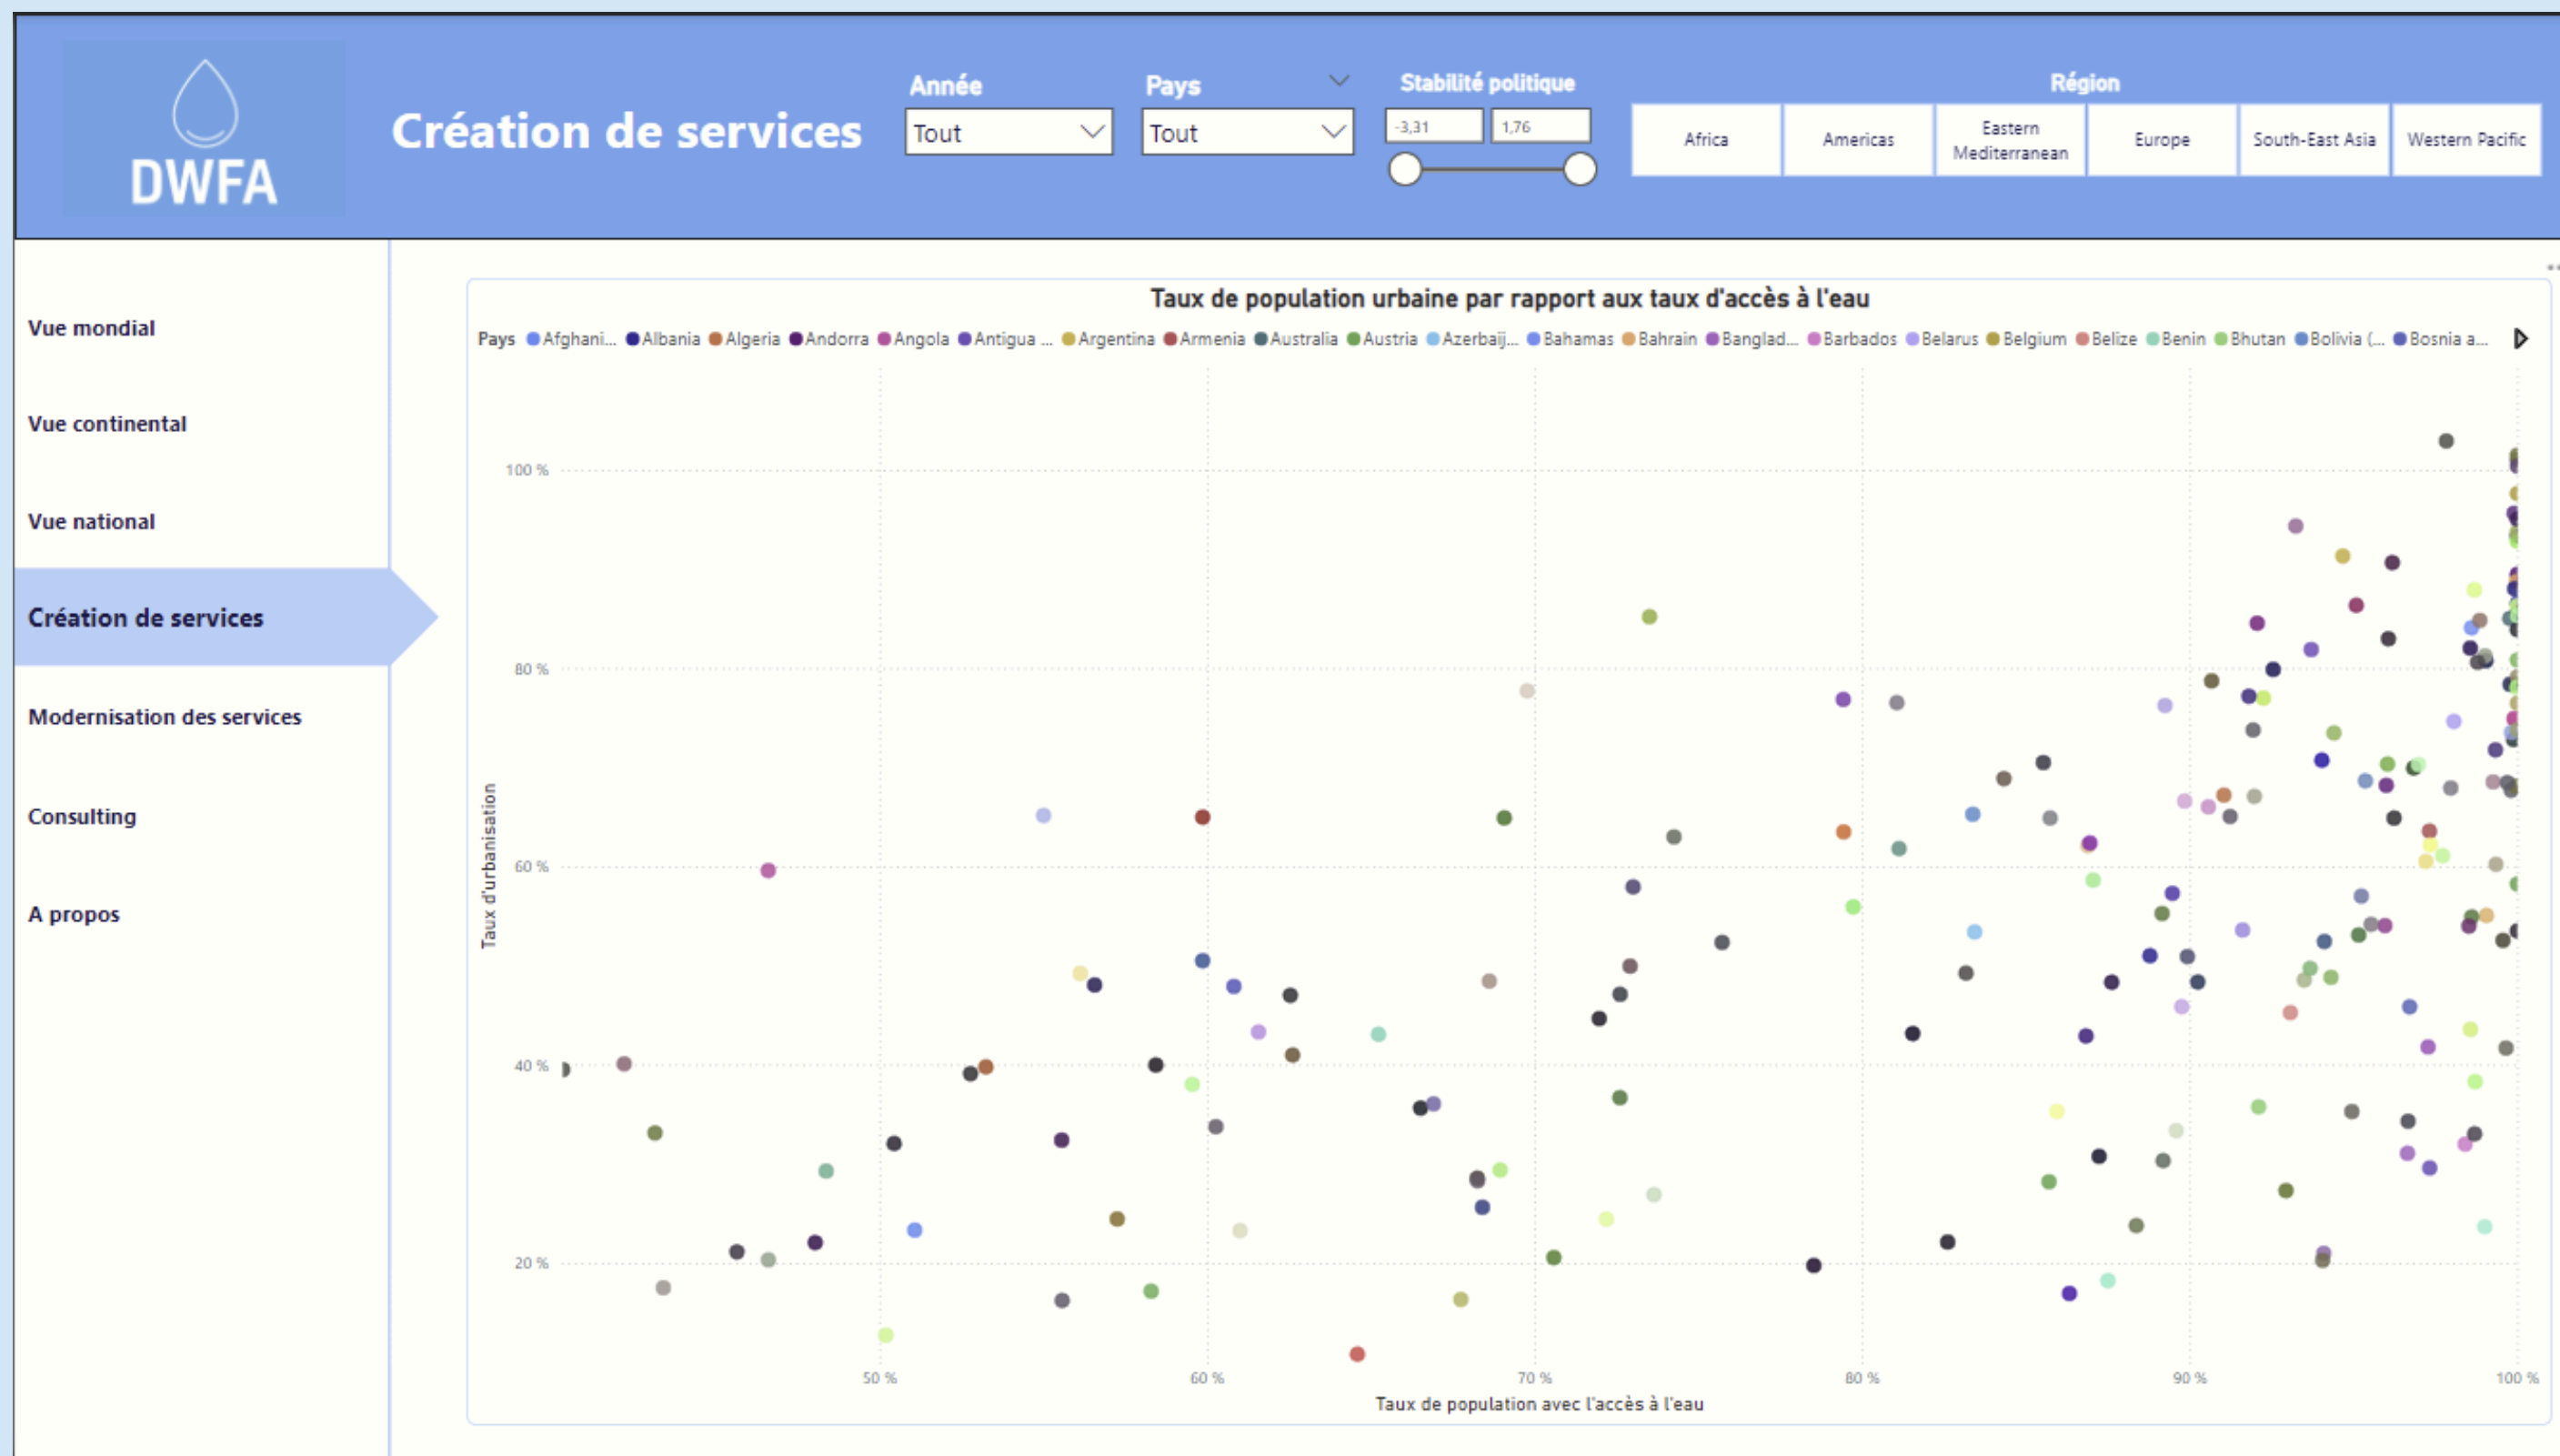 DWFA
Création de services
Année
Tout
Pays
Tout
Stabilité politique
-3,31
1,76
Région
Africa
Americas
Eastern
Mediterranean
Europe
South-East Asia
Western Pacific
Vue mondial
Vue continental
Vue national
Création de services
Modernisation des services
Consulting
A propos
Taux de population urbaine par rapport aux taux d'accès à l'eau
Pays Afghani... Albania Algeria Andorra Angola Antigua ... Argentina Armenia Australia Austria Azerbaij... Bahamas Bahrain Banglad... Barbados Belarus Belgium Belize Benin Bhutan Bolivia (... Bosnia a...
Taux d'urbanisation
100 %
80 %
60 %
40 %
20 %
50 % 60 % 70 % 80 % 90 % 100 %
Taux de population avec l'accès à l'eau